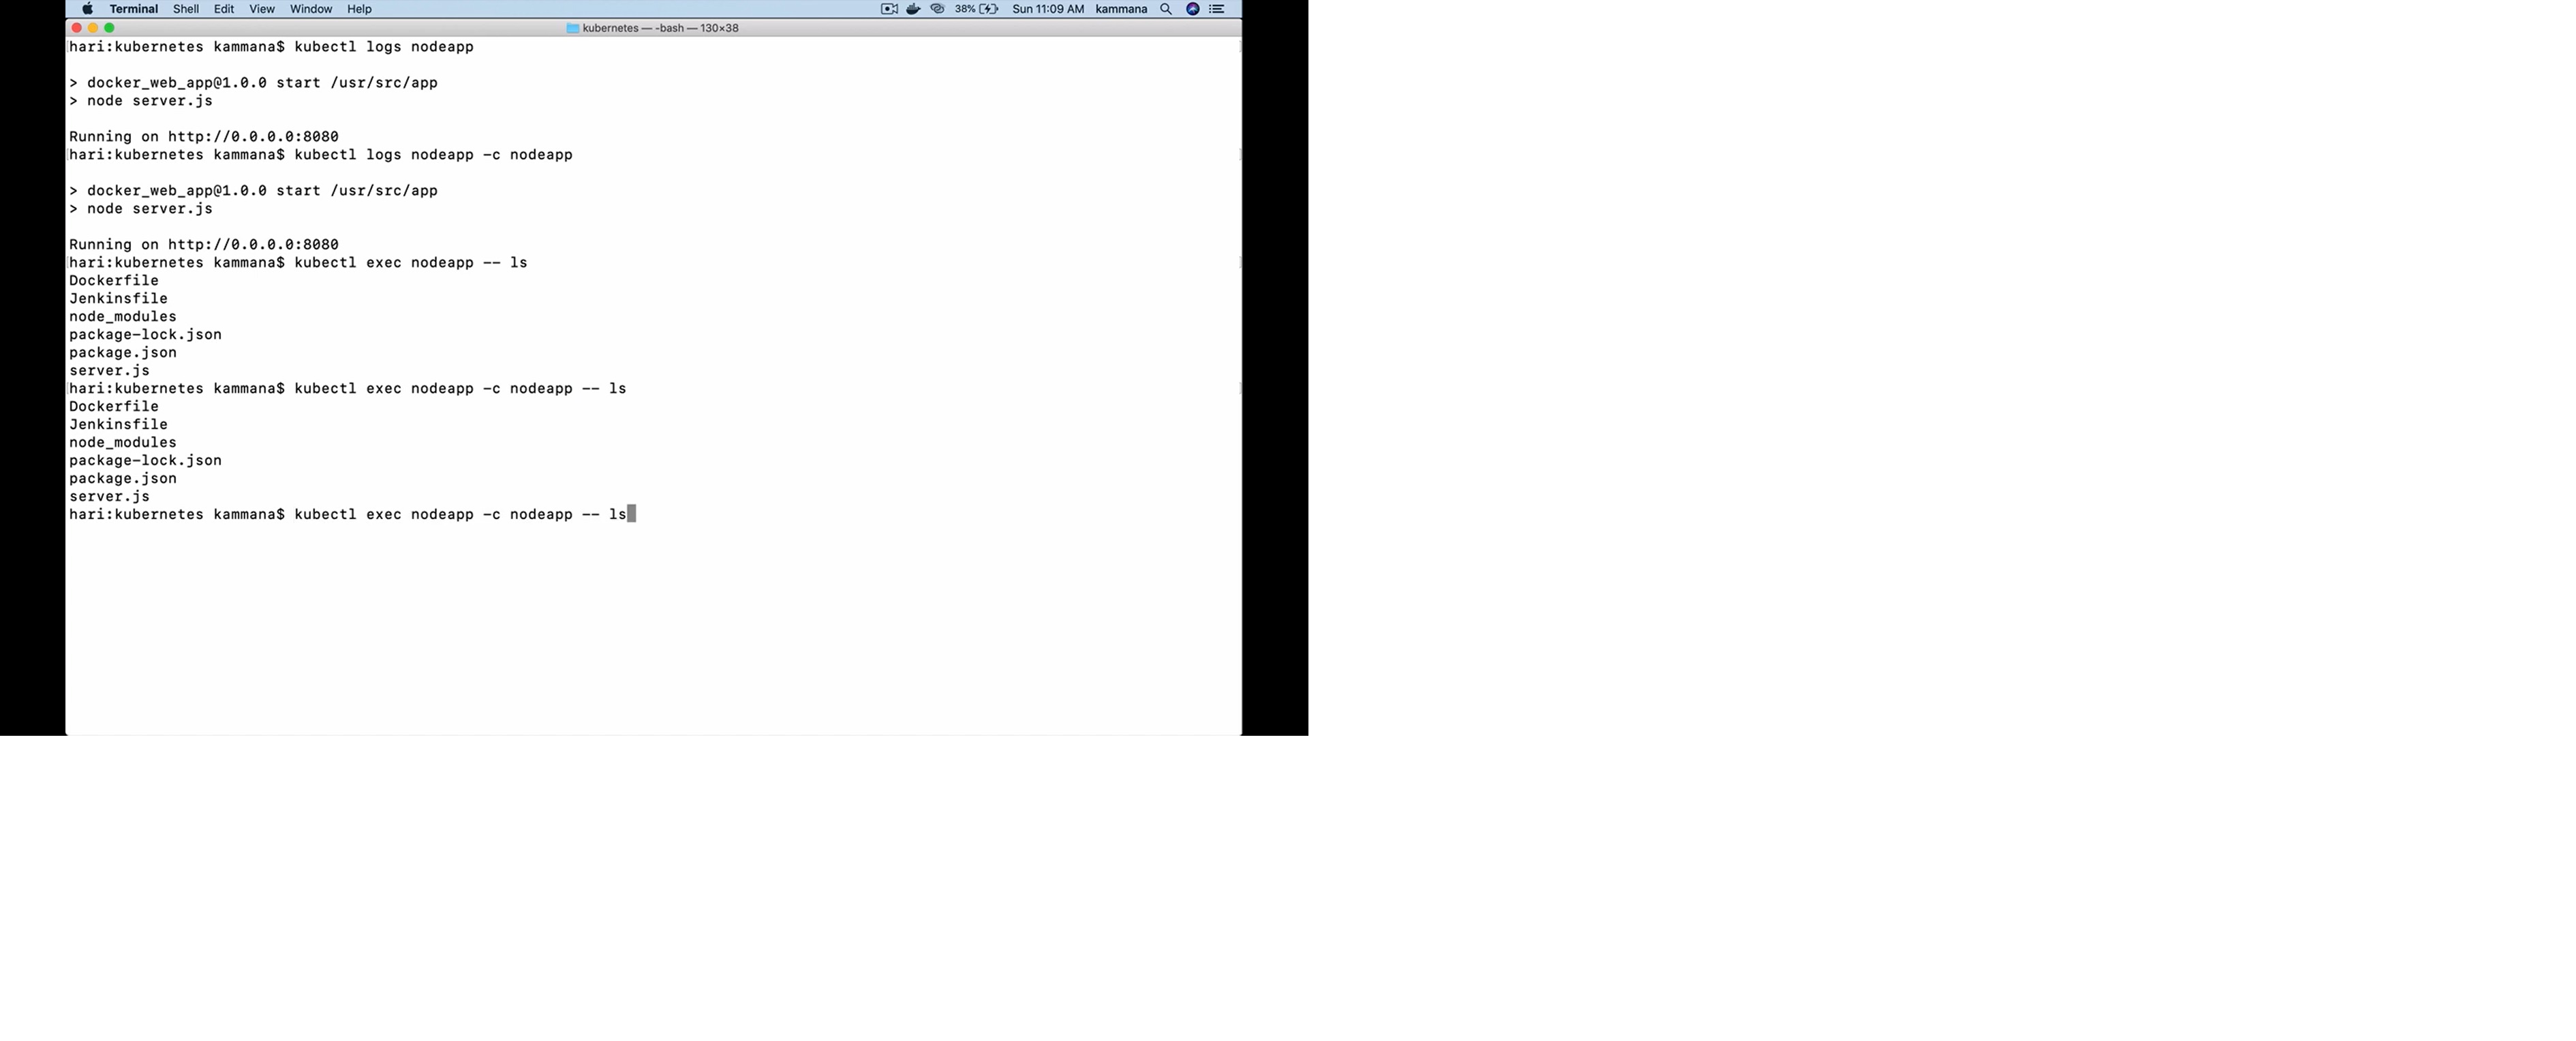 Terminal Shell Edit View Window Help 38% Sun 11:09 AM kammana
kubernetes — -bash — 130×38
hari:kubernetes kammana$ kubectl logs nodeapp
> docker_web_app@1.0.0 start /usr/src/app
> node server.js
Running on http://0.0.0.0:8080
hari:kubernetes kammana$ kubectl logs nodeapp -c nodeapp
> docker_web_app@1.0.0 start /usr/src/app
> node server.js
Running on http://0.0.0.0:8080
hari:kubernetes kammana$ kubectl exec nodeapp -- ls
Dockerfile
Jenkinsfile
node_modules
package-lock.json
package.json
server.js
hari:kubernetes kammana$ kubectl exec nodeapp -c nodeapp -- ls
Dockerfile
Jenkinsfile
node_modules
package-lock.json
package.json
server.js
hari:kubernetes kammana$ kubectl exec nodeapp -c nodeapp -- ls